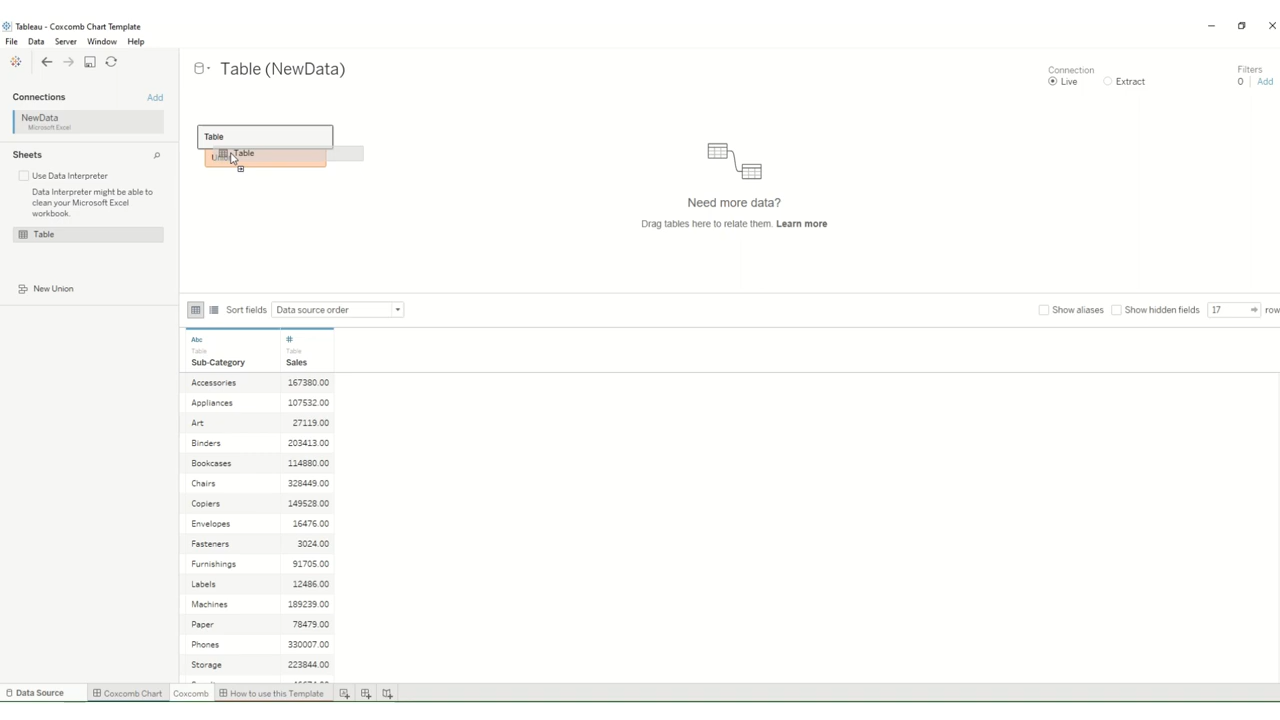 Tableau - Coxcomb Chart Template
File Data Server Window Help
Connections Add
NewData
Microsoft Excel
Sheets
Use Data Interpreter
Data Interpreter might be able to
clean your Microsoft Excel
workbook.
Table
New Union
Table (NewData)
Connection
Live Extract
Filters
0 Add
Table
Table
Need more data?
Drag tables here to relate them. Learn more
Sort fields Data source order
Show aliases Show hidden fields 17 row
Abc #
Table Table
Sub-Category Sales
Accessories 167380.00
Appliances 107532.00
Art 27119.00
Binders 203413.00
Bookcases 114880.00
Chairs 328449.00
Copiers 149528.00
Envelopes 16476.00
Fasteners 3024.00
Furnishings 91705.00
Labels 12486.00
Machines 189239.00
Paper 78479.00
Phones 330007.00
Storage 223844.00
Data Source Coxcomb Chart Coxcomb How to use this Template